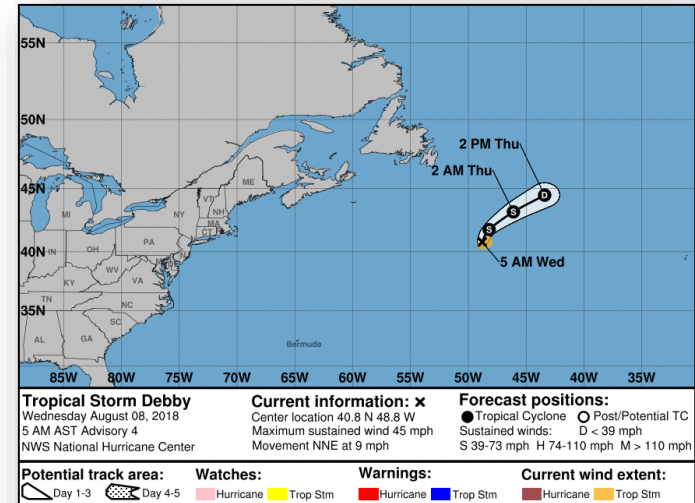 55N
50N
45N
40N
35N
2 PM Thu
2 AM Thu
5 AM Wed
ME
VT
NH
MA
CT
NY
MI
PA
IN
OH
WV
VA
KY
TN
NC
SC
AL
GA
Bermuda
85W 80W 75W 70W 65W 60W 55W 50W 45W 40W 35W
S
S
D
Tropical Storm Debby
Wednesday August 08, 2018
5 AM AST Advisory 4
NWS National Hurricane Center
Current information: x
Center location 40.8 N 48.8 W
Maximum sustained wind 45 mph
Movement NNE at 9 mph
Forecast positions:
Tropical Cyclone Post/Potential TC
Sustained winds: D < 39 mph
S 39-73 mph H 74-110 mph M > 110 mph
Potential track area:
Day 1-3 Day 4-5
Watches:
Hurricane Trop Stm
Warnings:
Hurricane Trop Stm
Current wind extent:
Hurricane Trop Stm